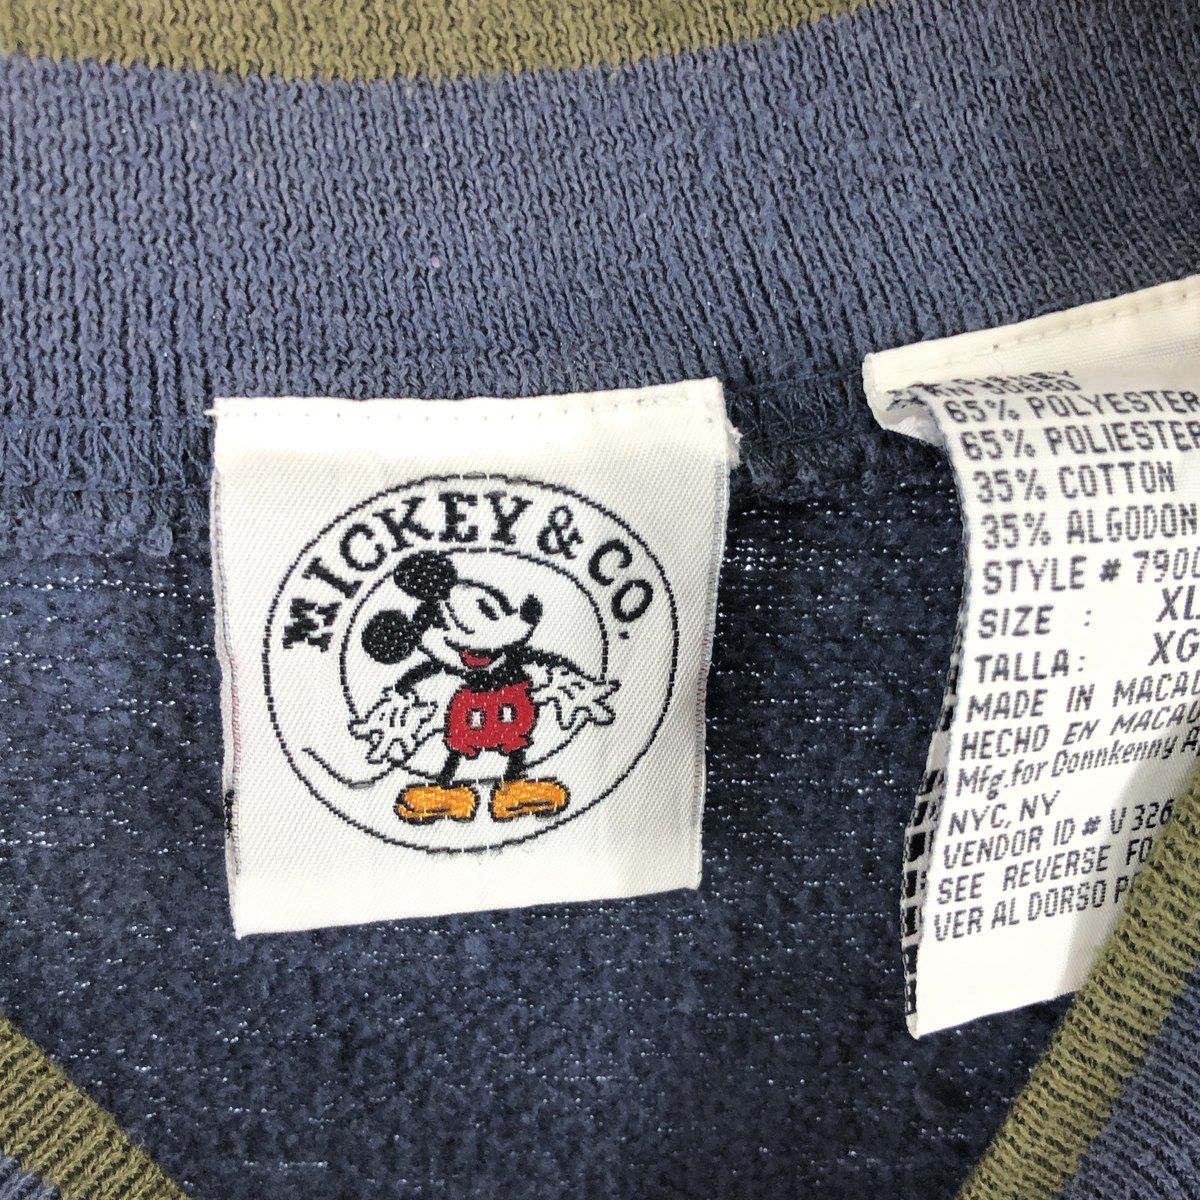 MICKEY & CO.
65% POLYESTER
65% POLIESTER
35% COTTON
35% ALGODON
STYLE # 790
SIZE : XL
TALLA: XG
MADE IN MACAU
HECHO EN MACAU
Mfg. for Donnkenny A
NYC, NY
VENDOR ID # V 326
SEE REVERSE FO
VER AL DORSO P